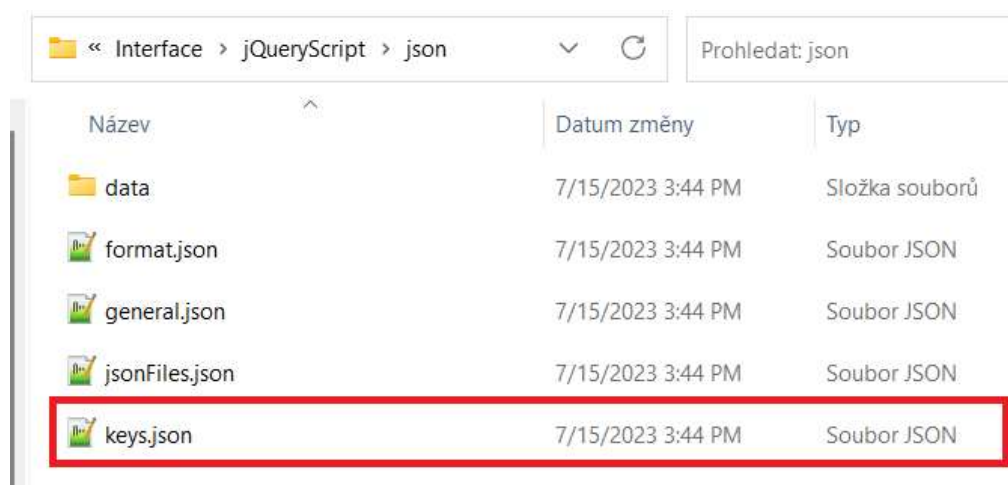 « Interface > jQueryScript > json Prohledat: json
Název Datum změny Typ
data 7/15/2023 3:44 PM Složka souborů
format.json 7/15/2023 3:44 PM Soubor JSON
general.json 7/15/2023 3:44 PM Soubor JSON
jsonFiles.json 7/15/2023 3:44 PM Soubor JSON
keys.json 7/15/2023 3:44 PM Soubor JSON